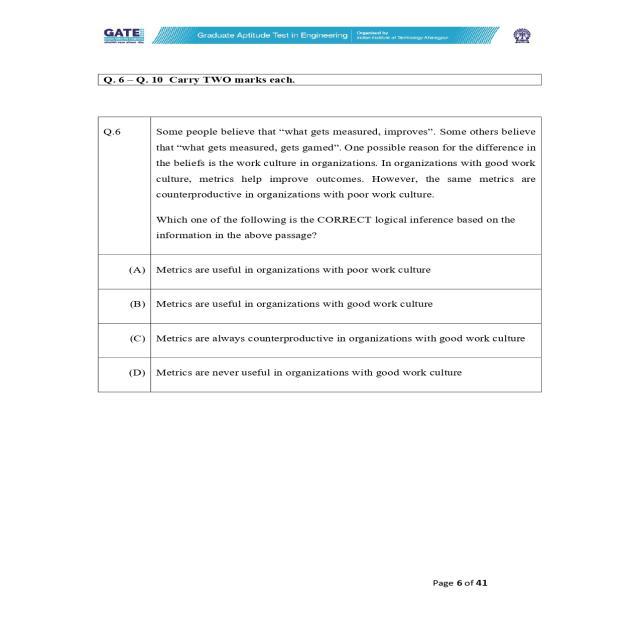 GATE
Graduate Aptitude Test in Engineering
Organised by
Indian Institute of Technology Kharagpur
Q. 6 – Q. 10 Carry TWO marks each.
Q.6
Some people believe that “what gets measured, improves”. Some others believe
that “what gets measured, gets gamed”. One possible reason for the difference in
the beliefs is the work culture in organizations. In organizations with good work
culture, metrics help improve outcomes. However, the same metrics are
counterproductive in organizations with poor work culture.
Which one of the following is the CORRECT logical inference based on the
information in the above passage?
(A) Metrics are useful in organizations with poor work culture
(B) Metrics are useful in organizations with good work culture
(C) Metrics are always counterproductive in organizations with good work culture
(D) Metrics are never useful in organizations with good work culture
Page 6 of 41